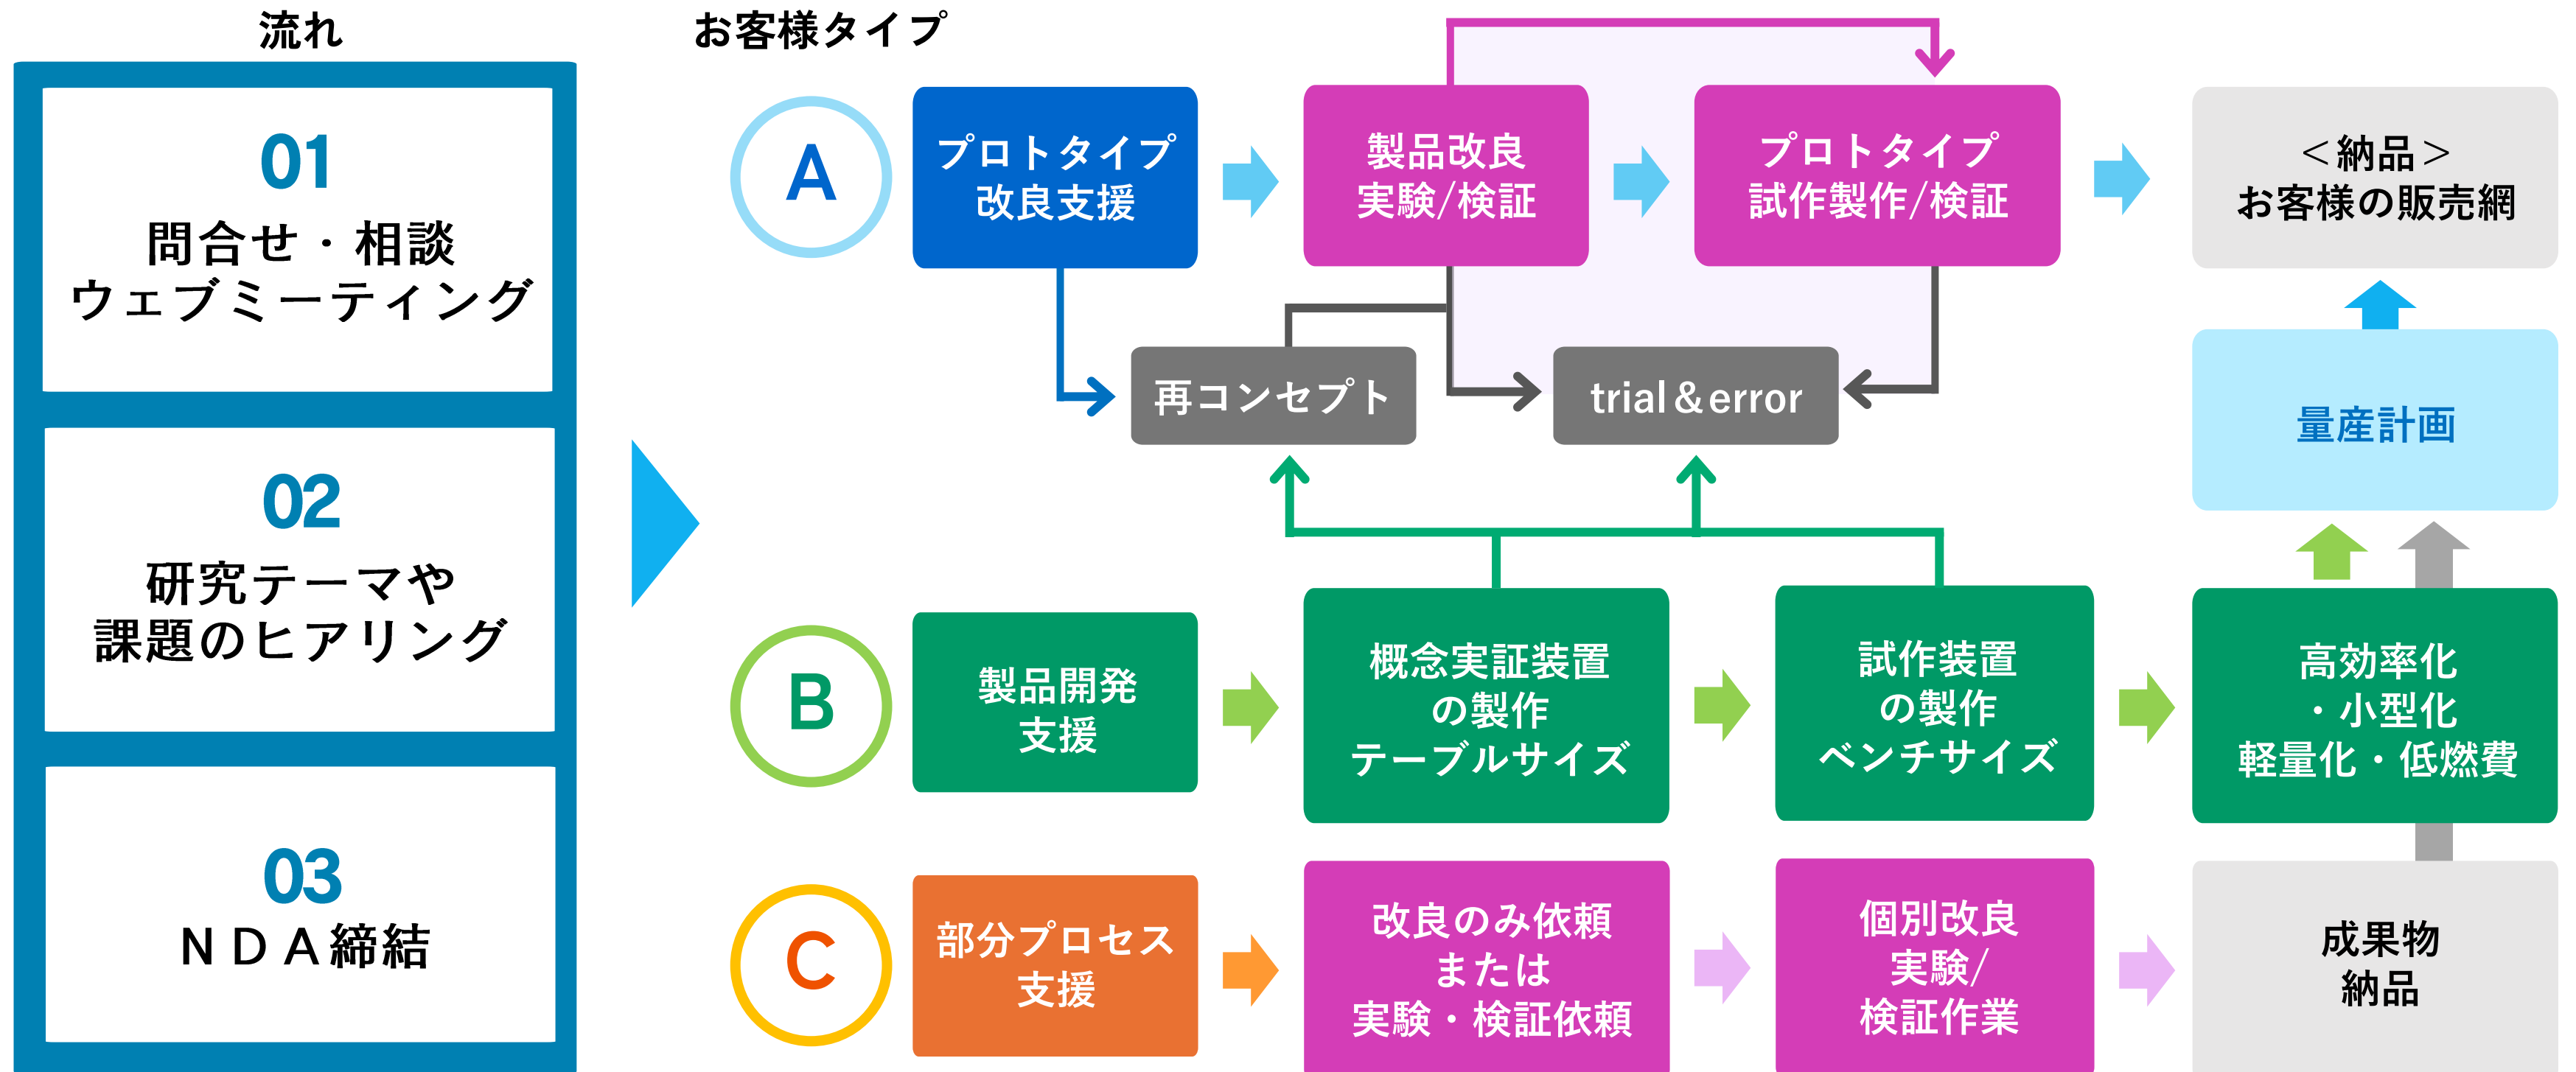 流れ
01
問合せ・相談
ウェブミーティング
02
研究テーマや
課題のヒアリング
03
ＮＤＡ締結
お客様タイプ
A
プロトタイプ
改良支援
製品改良
実験/検証
プロトタイプ
試作製作/検証
＜納品＞
お客様の販売網
再コンセプト
trial＆error
量産計画
B
製品開発
支援
概念実証装置
の製作
テーブルサイズ
試作装置
の製作
ベンチサイズ
高効率化
・小型化
軽量化・低燃費
C
部分プロセス
支援
改良のみ依頼
または
実験・検証依頼
個別改良
実験/
検証作業
成果物
納品